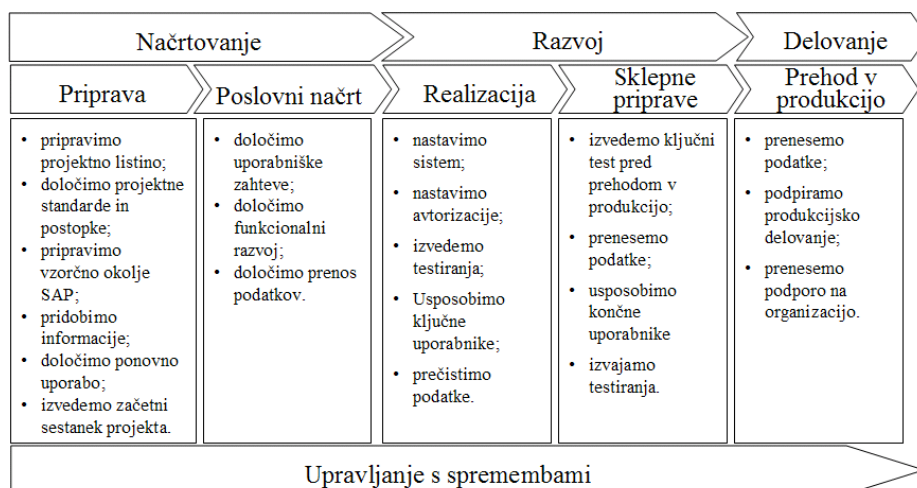 Načrtovanje
Razvoj
Delovanje
Priprava
Poslovni načrt
Realizacija
Sklepne
priprave
Prehod v
produkcijo
• pripravimo
projektno listino;
• določimo projektne
standarde in
postopke;
• pripravimo
vzorčno okolje
SAP;
• pridobimo
informacije;
• določimo ponovno
uporabo;
• izvedemo začetni
sestanek projekta.
• določimo
uporabniške
zahteve;
• določimo
funkcionalni
razvoj;
• določimo prenos
podatkov.
• nastavimo
sistem;
• nastavimo
avtorizacije;
• izvedemo
testiranja;
• Usposobimo
ključne
uporabnike;
• prečistimo
podatke.
• izvedemo ključni
test pred
prehodom v
produkcijo;
• prenesemo
podatke;
• usposobimo
končne
uporabnike
• izvajamo
testiranja.
• prenesemo
podatke;
• podpiramo
produkcijsko
delovanje;
• prenesemo
podporo na
organizacijo.
Upravljanje s spremembami